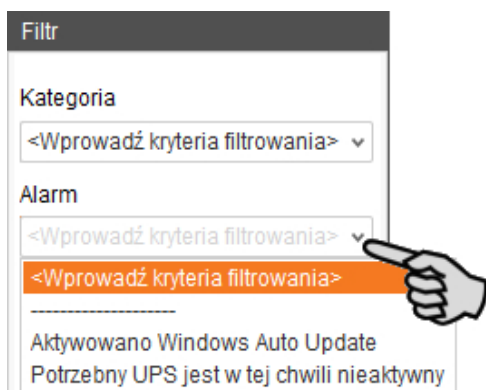 Filtr
Kategoria
<Wprowadź kryteria filtrowania>
Alarm
<Wprowadź kryteria filtrowania>
<Wprowadź kryteria filtrowania>
--------------------
Aktywowano Windows Auto Update
Potrzebny UPS jest w tej chwili nieaktywny